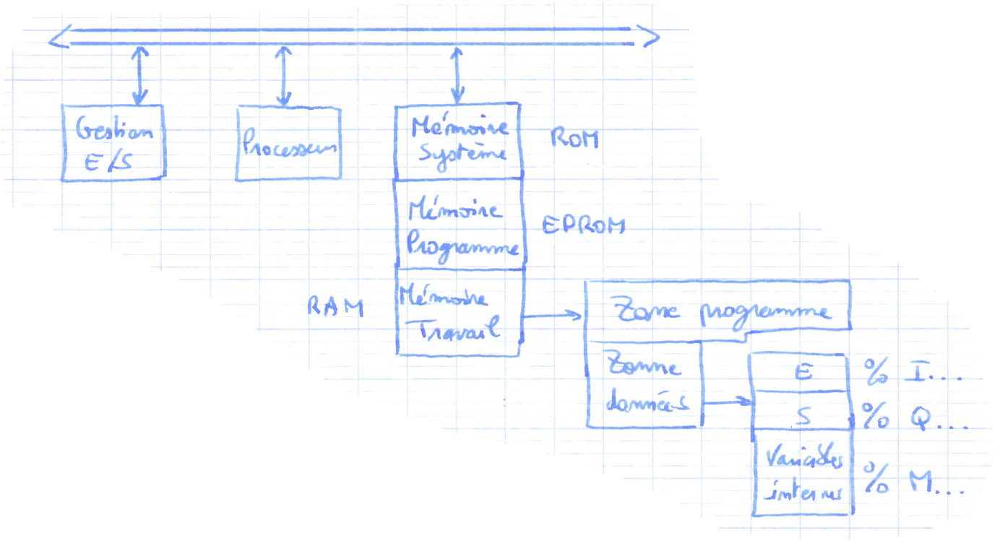 Gestion
E/S
Processeur
Mémoire
Système
ROM
Mémoire
Programme
EPROM
RAM
Mémoire
Travail
Zone programme
Zonne
données
E
% I....
S
% Q...
Variables
internes
% M...